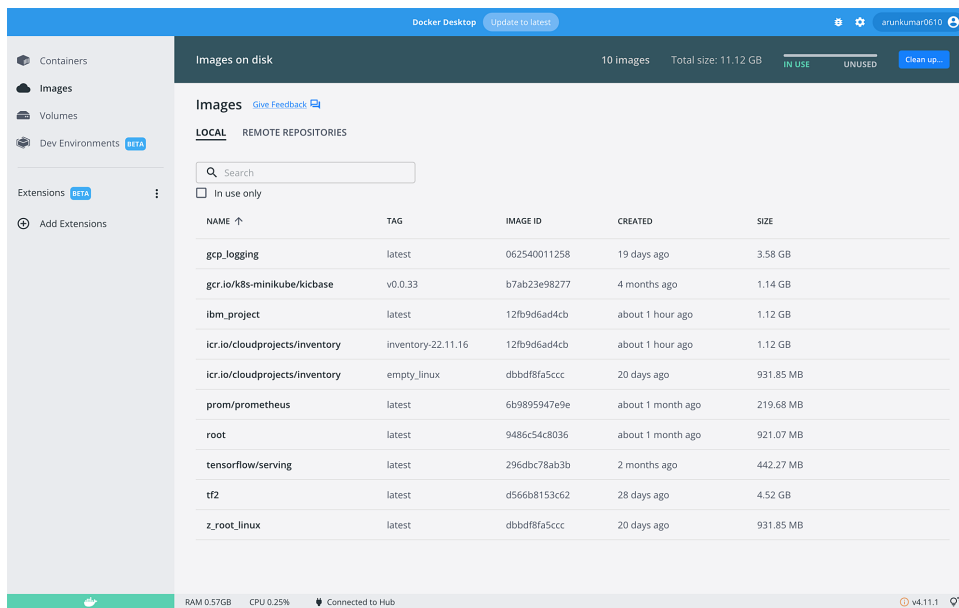 Docker Desktop Update to latest arunkumar0610
Containers
Images
Volumes
Dev Environments BETA
Extensions BETA
Add Extensions
Images on disk 10 images Total size: 11.12 GB IN USE UNUSED Clean up...
Images Give Feedback
LOCAL REMOTE REPOSITORIES
Search
In use only
NAME TAG IMAGE ID CREATED SIZE
gcp_logging latest 062540011258 19 days ago 3.58 GB
gcr.io/k8s-minikube/kicbase v0.0.33 b7ab23e98277 4 months ago 1.14 GB
ibm_project latest 12fb9d6ad4cb about 1 hour ago 1.12 GB
icr.io/cloudprojects/inventory inventory-22.11.16 12fb9d6ad4cb about 1 hour ago 1.12 GB
icr.io/cloudprojects/inventory empty_linux dbbdf8fa5ccc 20 days ago 931.85 MB
prom/prometheus latest 6b9895947e9e about 1 month ago 219.68 MB
root latest 9486c54c8036 about 1 month ago 921.07 MB
tensorflow/serving latest 296dbc78ab3b 2 months ago 442.27 MB
tf2 latest d566b8153c62 28 days ago 4.52 GB
z_root_linux latest dbbdf8fa5ccc 20 days ago 931.85 MB
RAM 0.57GB CPU 0.25% Connected to Hub v4.11.1